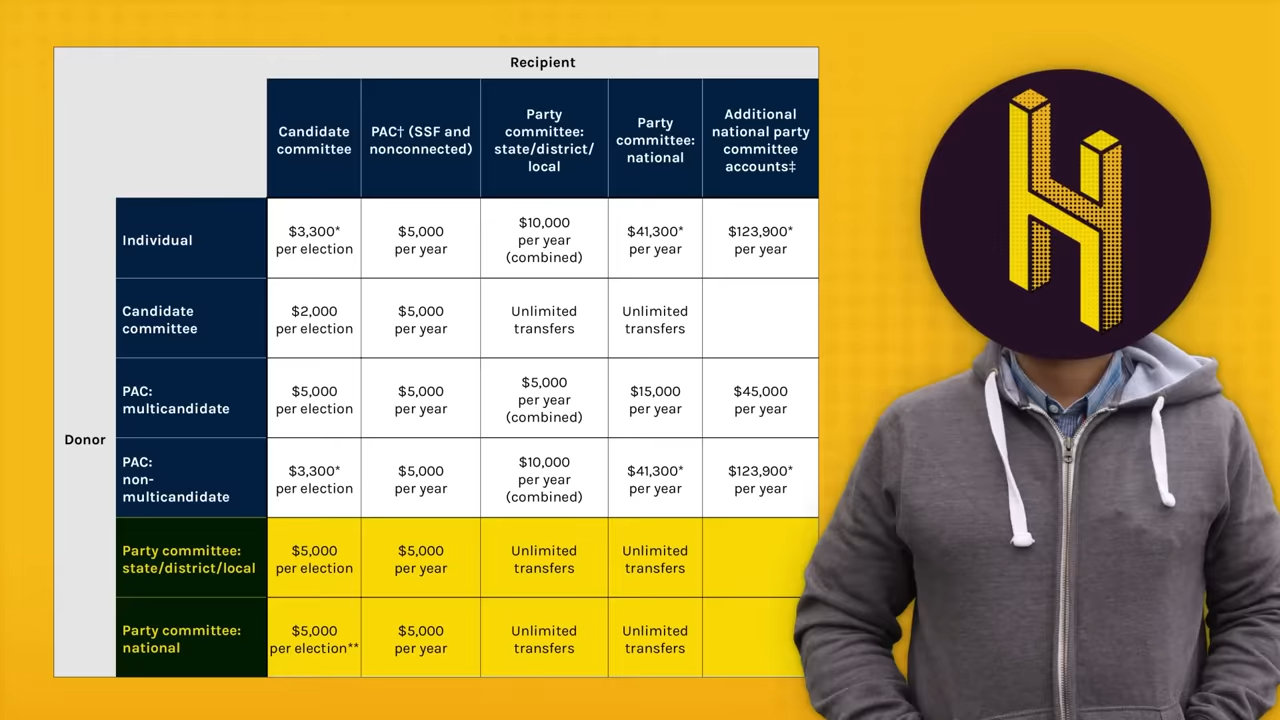 Recipient
Candidate
committee
PAC† (SSF and
nonconnected)
Party
committee:
state/district/
local
Party
committee:
national
Additional
national party
committee
accounts‡
Donor
Individual
$3,300*
per election
$5,000
per year
$10,000
per year
(combined)
$41,300*
per year
$123,900*
per year
Candidate
committee
$2,000
per election
$5,000
per year
Unlimited
transfers
Unlimited
transfers
PAC:
multicandidate
$5,000
per election
$5,000
per year
$5,000
per year
(combined)
$15,000
per year
$45,000
per year
PAC:
non-
multicandidate
$3,300*
per election
$5,000
per year
$10,000
per year
(combined)
$41,300*
per year
$123,900*
per year
Party committee:
state/district/local
$5,000
per election
$5,000
per year
Unlimited
transfers
Unlimited
transfers
Party committee:
national
$5,000
per election**
$5,000
per year
Unlimited
transfers
Unlimited
transfers